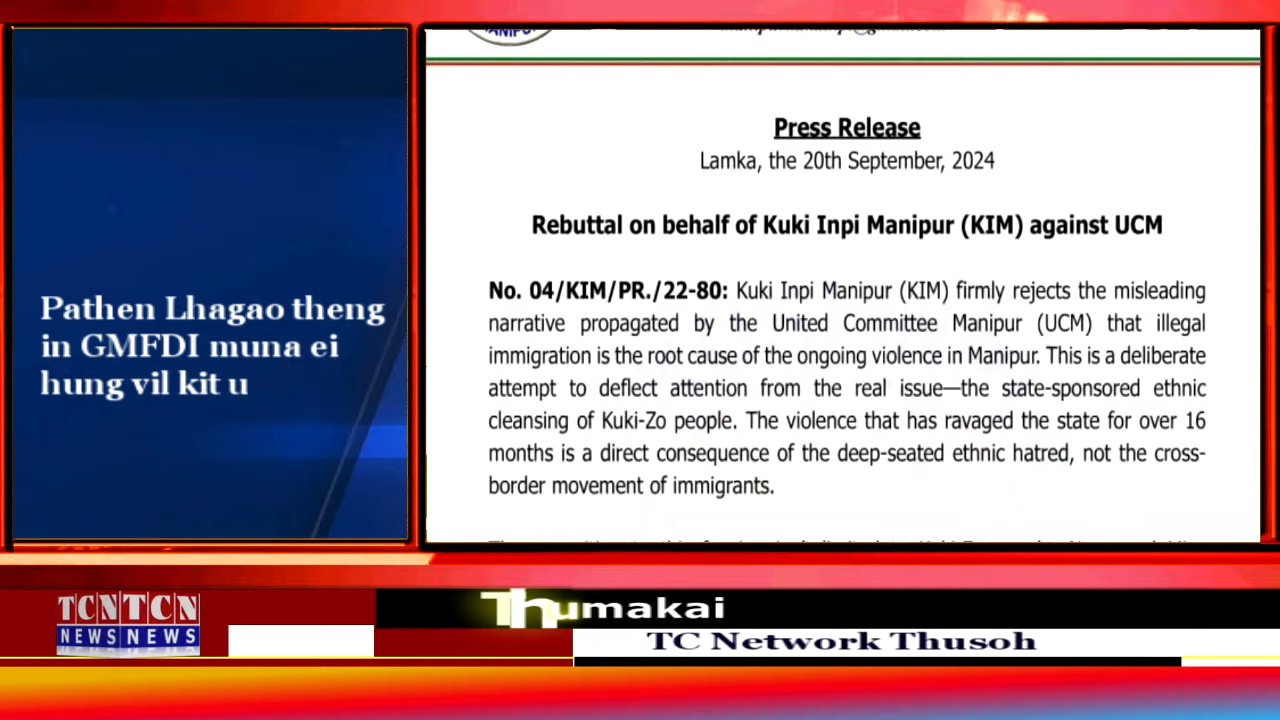 Pathen Lhagao theng
in GMFDI muna ei
hung vil kit u
MANIPUR
Press Release
Lamka, the 20th September, 2024
Rebuttal on behalf of Kuki Inpi Manipur (KIM) against UCM
No. 04/KIM/PR./22-80: Kuki Inpi Manipur (KIM) firmly rejects the misleading
narrative propagated by the United Committee Manipur (UCM) that illegal
immigration is the root cause of the ongoing violence in Manipur. This is a deliberate
attempt to deflect attention from the real issue—the state-sponsored ethnic
cleansing of Kuki-Zo people. The violence that has ravaged the state for over 16
months is a direct consequence of the deep-seated ethnic hatred, not the cross-
border movement of immigrants.
TCNTCN
NEWS NEWS
Thumakai
TC Network Thusoh